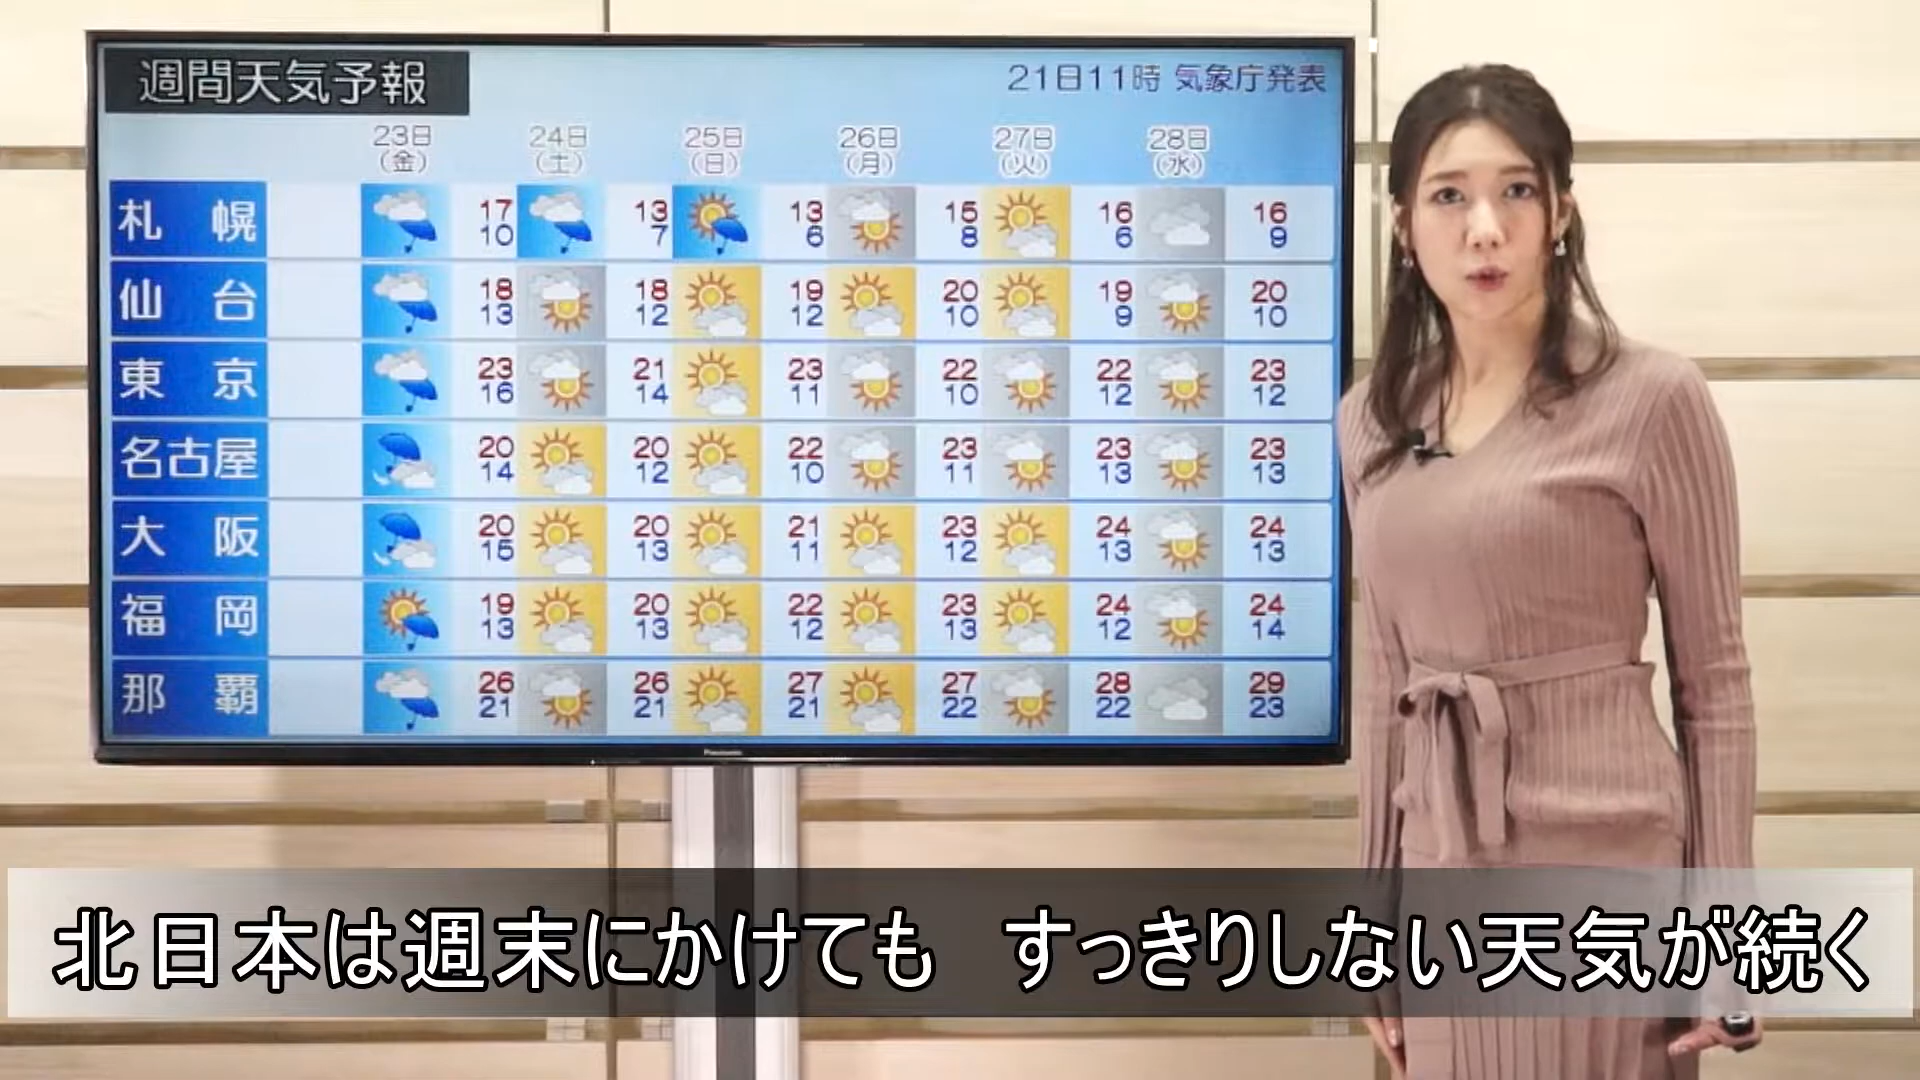 週間天気予報
21日11時 気象庁発表
23日 24日 25日 26日 27日 28日
(金) (土) (日) (月) (火) (水)
札幌 17 10 13 7 13 6 15 8 16 6 16 9
仙台 18 13 18 12 19 12 20 10 19 9 20 10
東京 23 16 21 14 23 11 22 10 22 12 23 12
名古屋 20 14 20 12 22 10 23 11 23 13 23 13
大阪 20 15 20 13 21 11 23 12 24 13 24 13
福岡 19 13 20 13 22 12 23 13 24 12 24 14
那覇 26 21 26 21 27 21 27 22 28 22 29 23
Panasonic
北日本は週末にかけても すっきりしない天気が続く